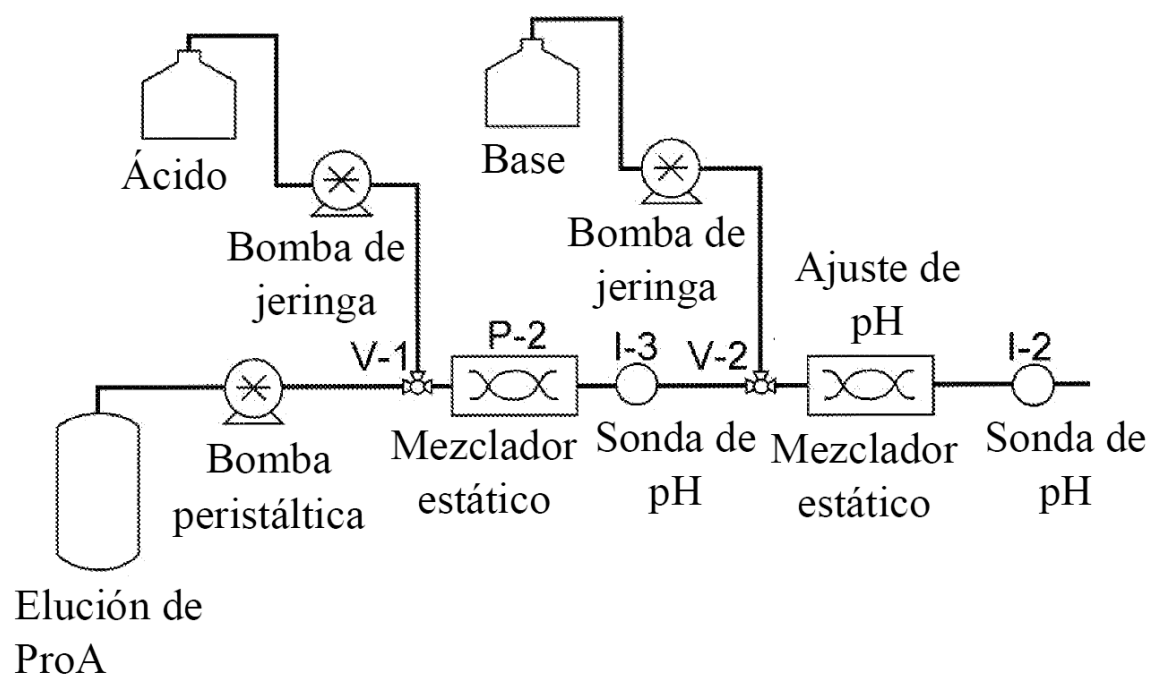 Ácido
Bomba de
jeringa
Base
Bomba de
jeringa
Ajuste de
pH
V-1
P-2
I-3
V-2
I-2
Bomba
peristáltica
Mezclador
estático
Sonda de
pH
Mezclador
estático
Sonda de
pH
Elución de
ProA